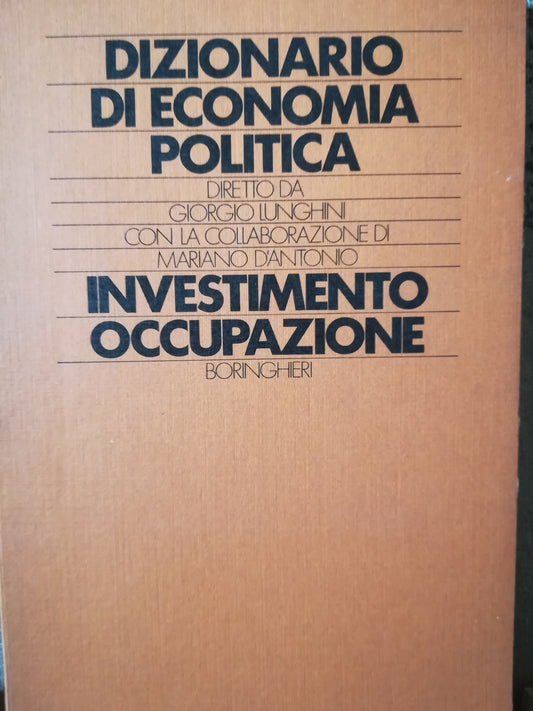 DIZIONARIO
DI ECONOMIA
POLITICA
DIRETTO DA
GIORGIO LUNGHINI
CON LA COLLABORAZIONE DI
MARIANO D'ANTONIO
INVESTIMENTO
OCCUPAZIONE
BORINGHIERI